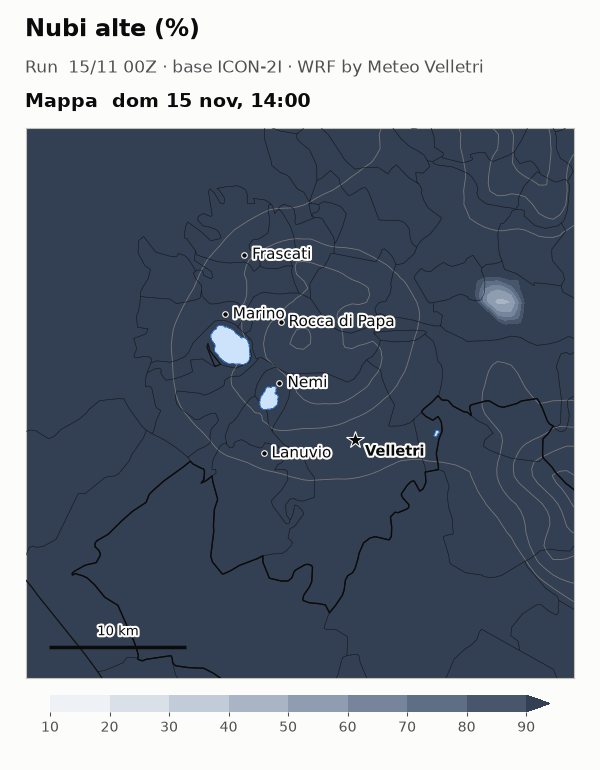 Nubi alte (%)
Run 15/11 00Z · base ICON-2I · WRF by Meteo Velletri
Mappa dom 15 nov, 14:00
Frascati
Marino
Rocca di Papa
Nemi
Velletri
Lanuvio
10 km
10 20 30 40 50 60 70 80 90